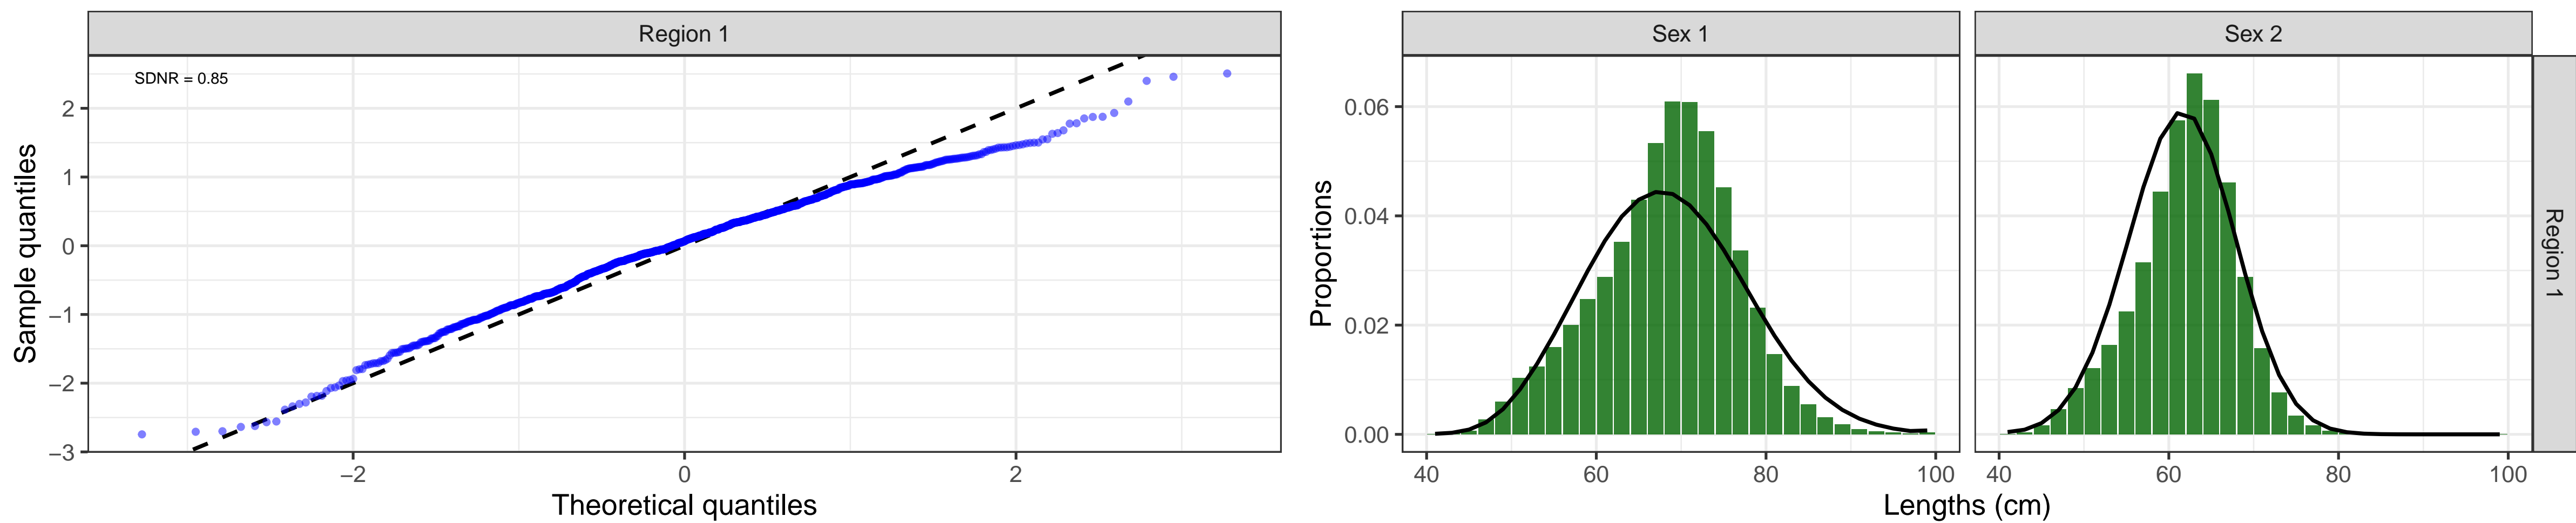 Region 1
SDNR = 0.85
Sample quantiles
2
1
0
−1
−2
−3
−2
0
2
Theoretical quantiles
Sex 1
Sex 2
Region 1
Proportions
0.06
0.04
0.02
0.00
40
60
80
100
40
60
80
100
Lengths (cm)